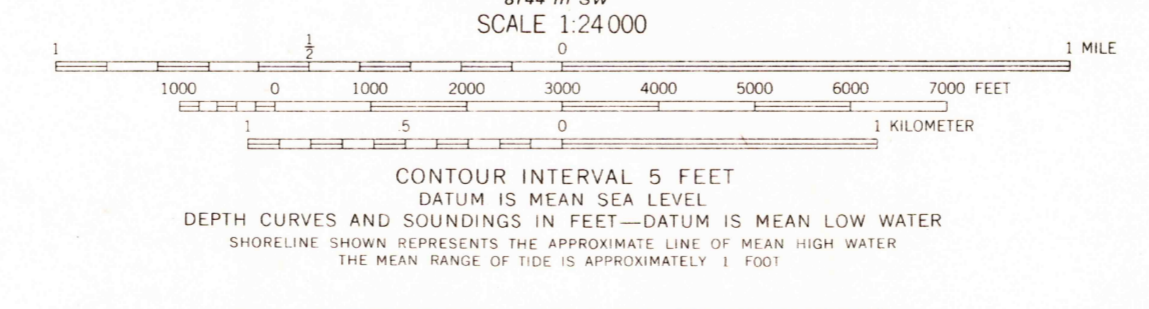 SCALE 1:24 000
1 ½ 0 1 MILE
1000 0 1000 2000 3000 4000 5000 6000 7000 FEET
1 .5 0 1 KILOMETER
CONTOUR INTERVAL 5 FEET
DATUM IS MEAN SEA LEVEL
DEPTH CURVES AND SOUNDINGS IN FEET—DATUM IS MEAN LOW WATER
SHORELINE SHOWN REPRESENTS THE APPROXIMATE LINE OF MEAN HIGH WATER
THE MEAN RANGE OF TIDE IS APPROXIMATELY 1 FOOT